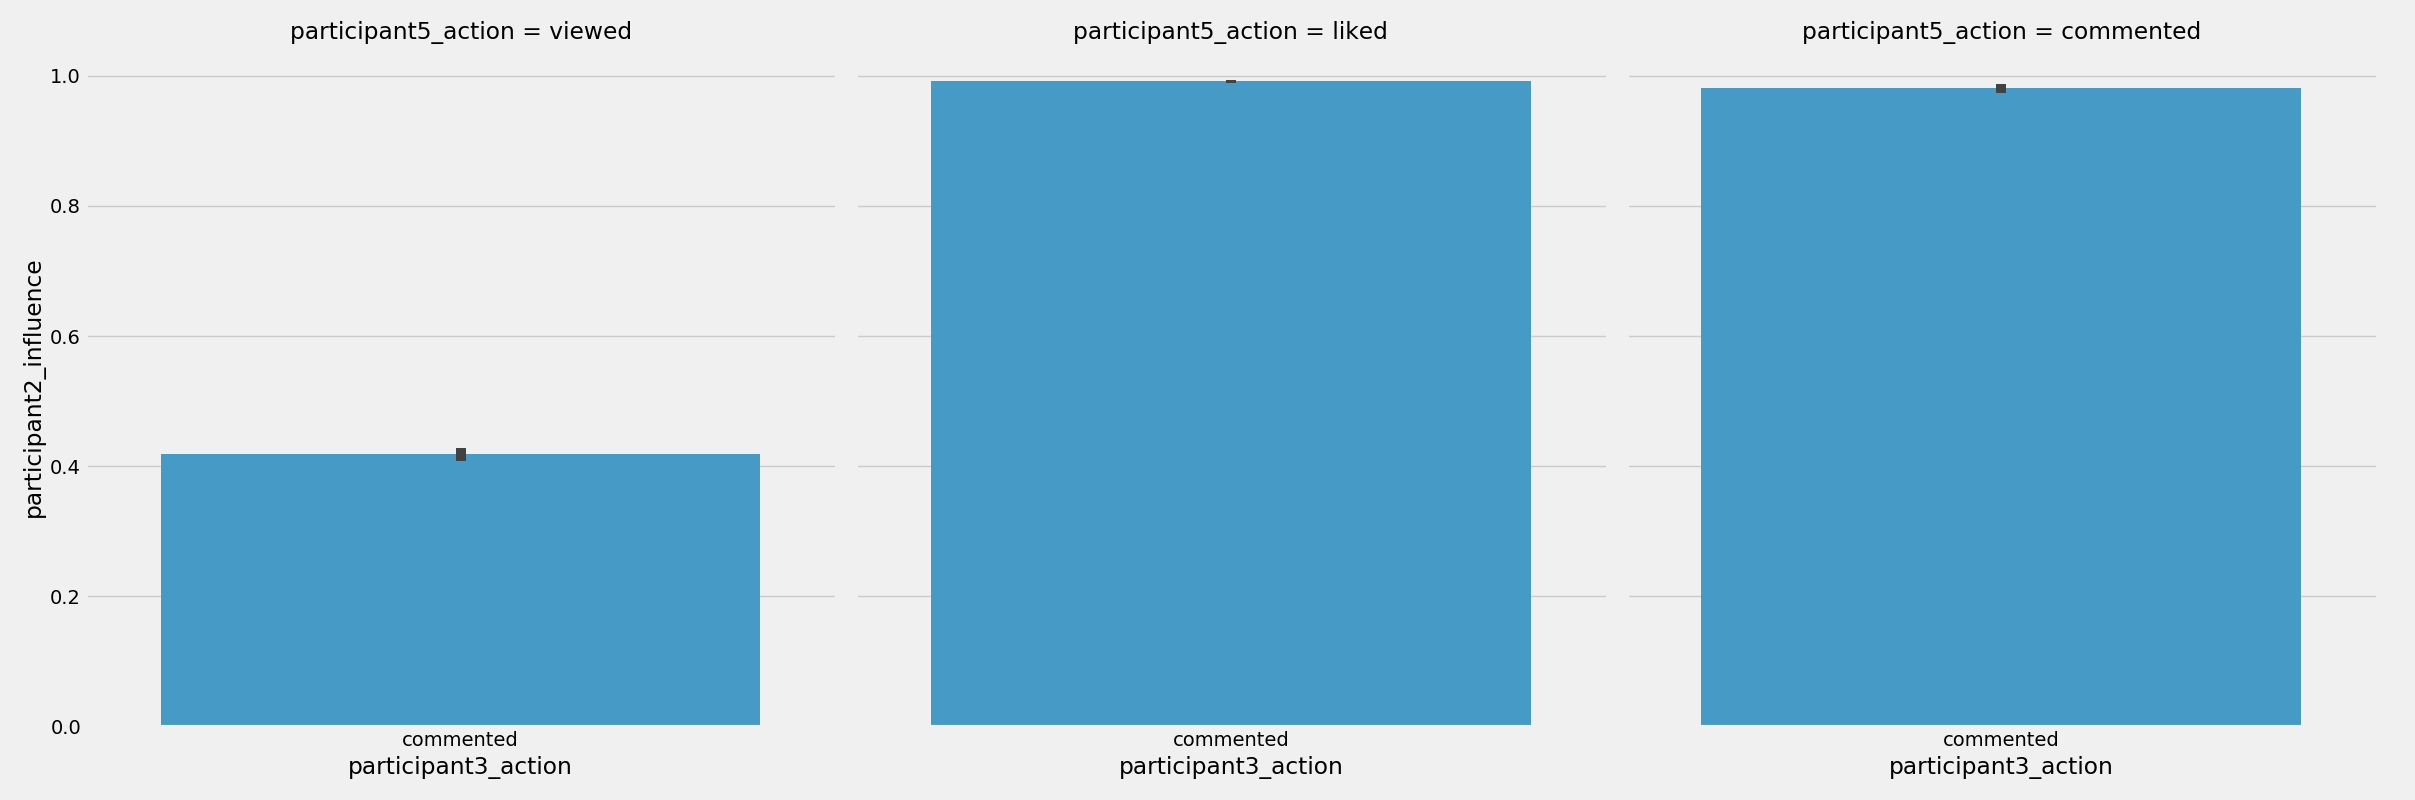 participant5_action = viewed
participant5_action = liked
participant5_action = commented
participant2_influence
1.0
0.8
0.6
0.4
0.2
0.0
commented
commented
commented
participant3_action
participant3_action
participant3_action